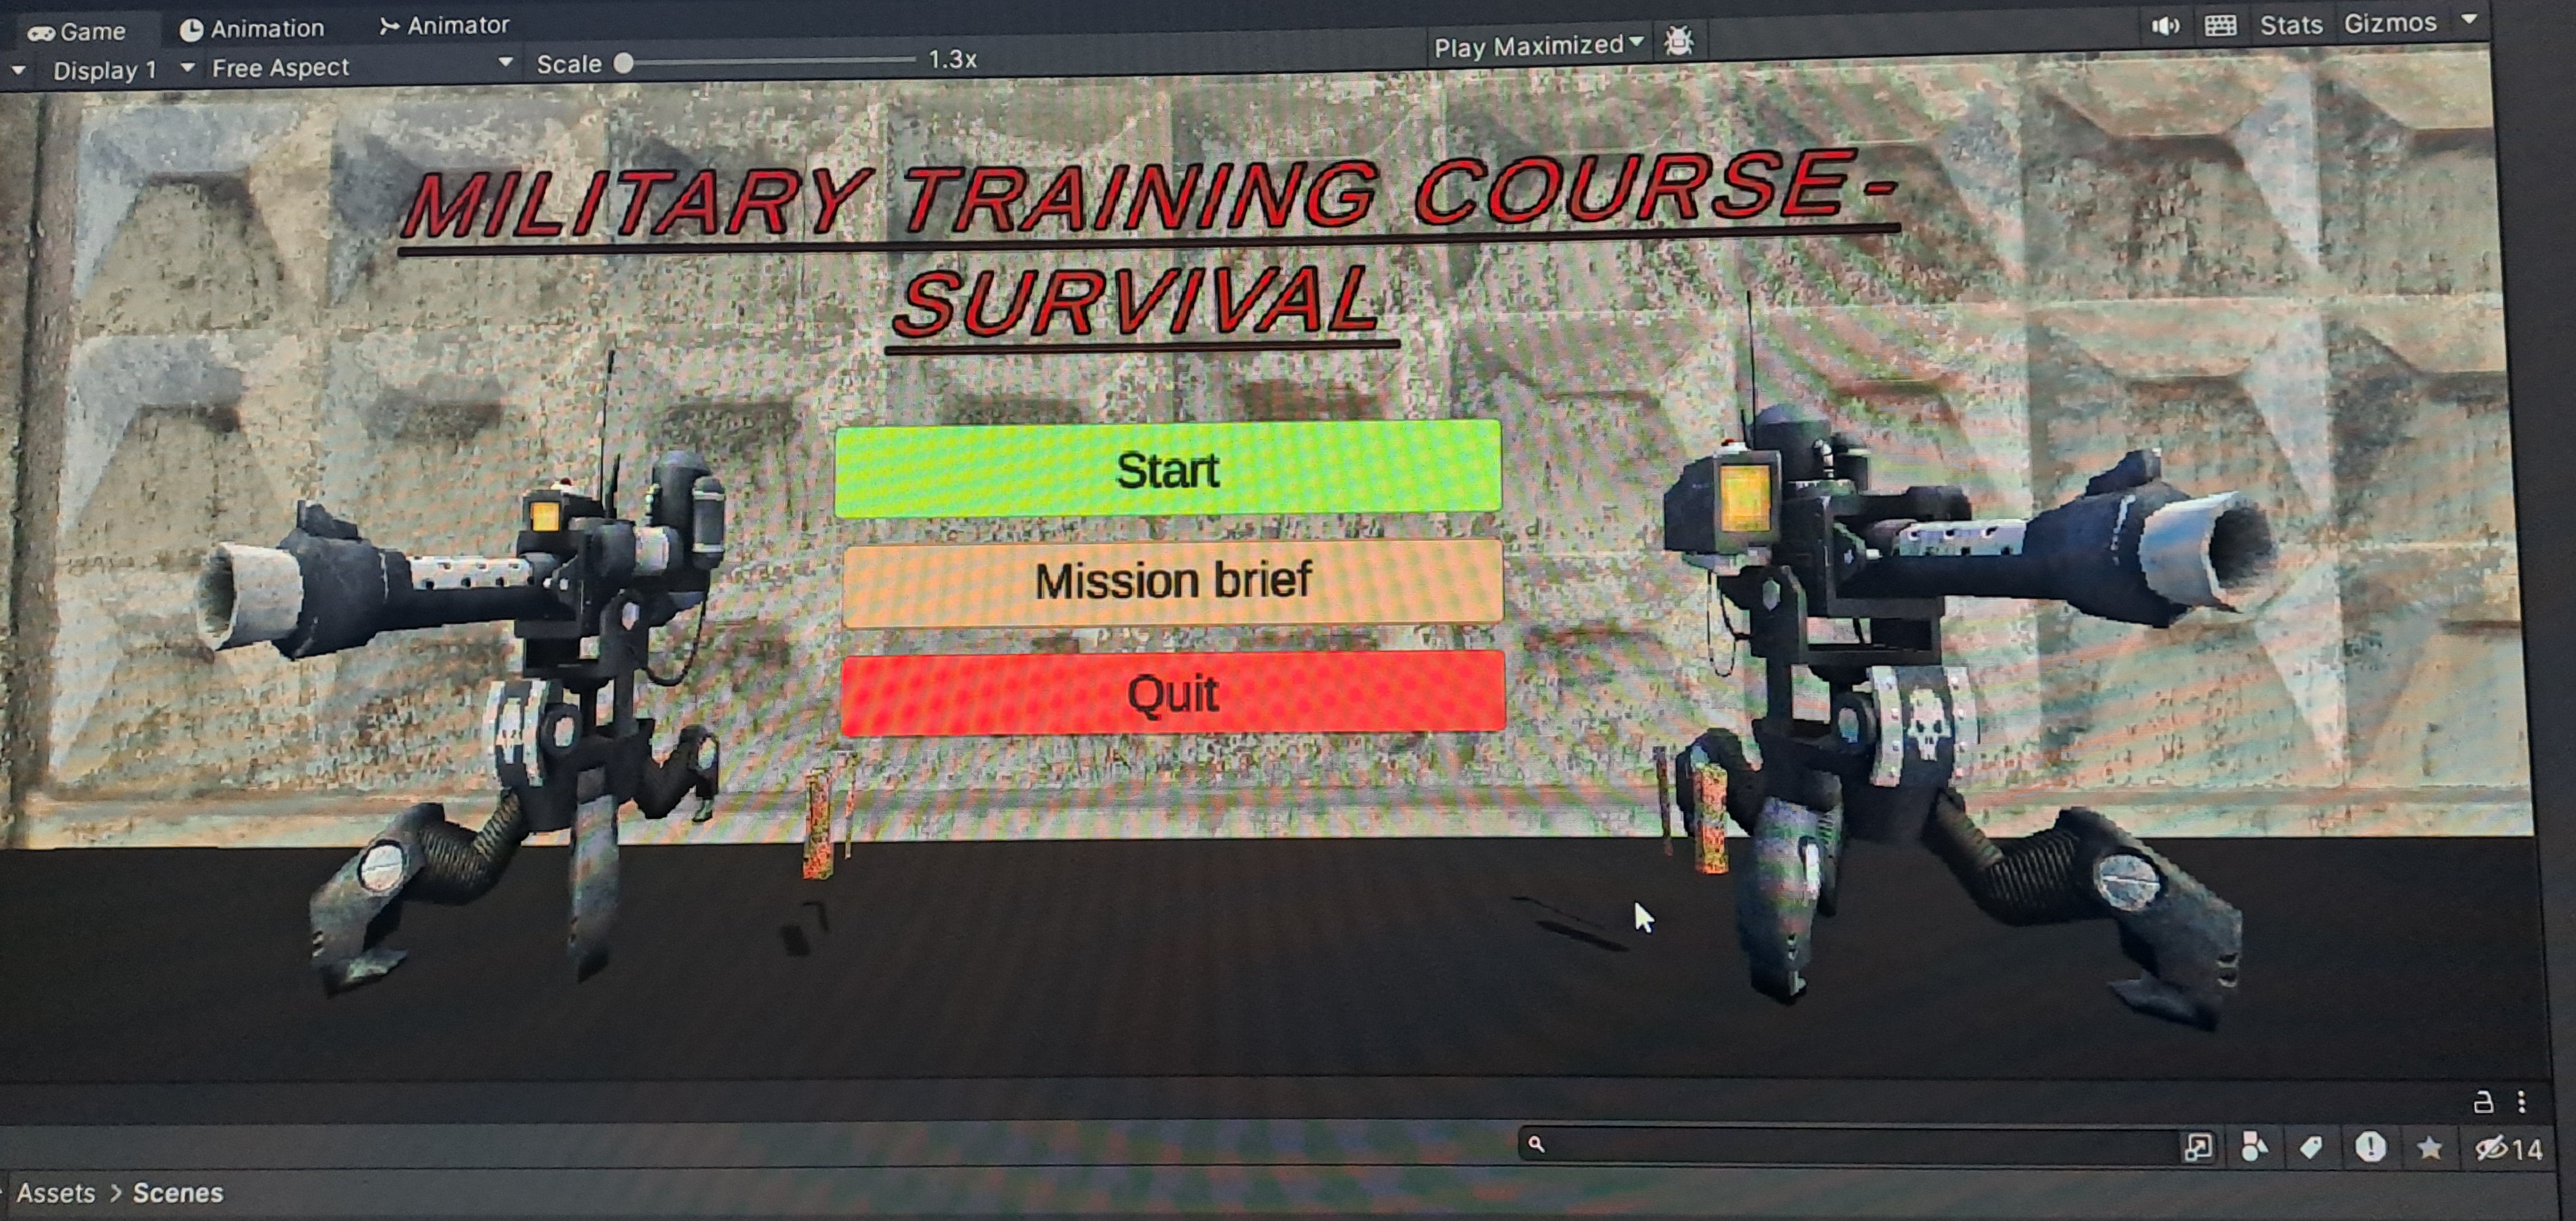 Game Animation Animator
Display 1 Free Aspect Scale 1.3x Play Maximized Stats Gizmos
MILITARY TRAINING COURSE-
SURVIVAL
Start
Mission brief
Quit
14
Assets > Scenes